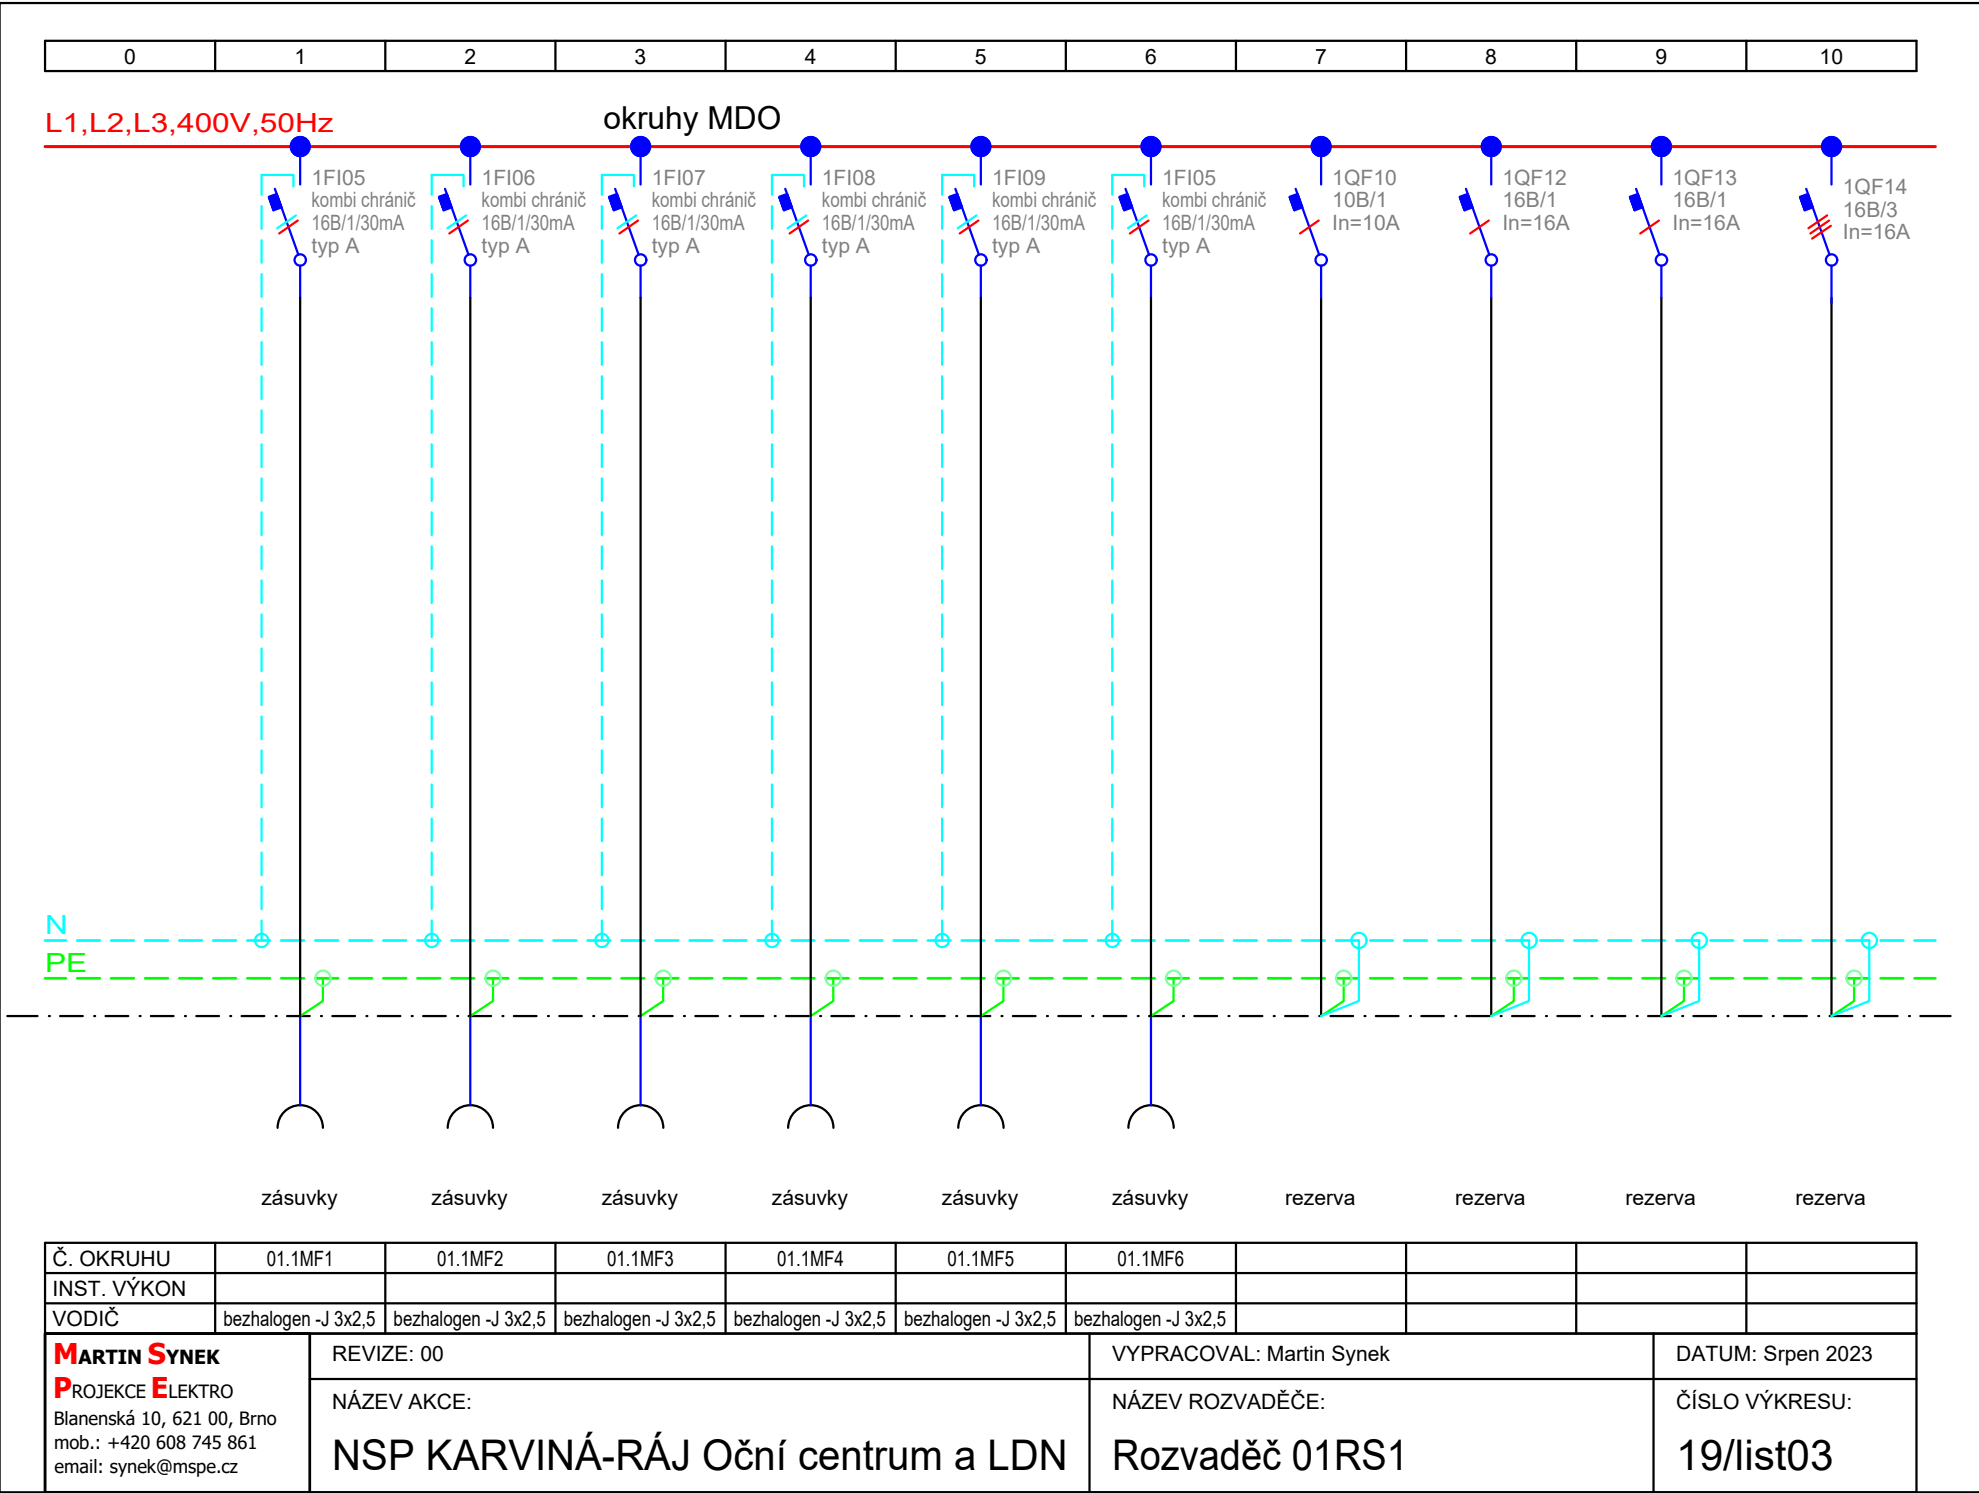 0 1 2 3 4 5 6 7 8 9 10
L1,L2,L3,400V,50Hz
okruhy MDO
1FI05
kombi chránič
16B/1/30mA
typ A
1FI06
kombi chránič
16B/1/30mA
typ A
1FI07
kombi chránič
16B/1/30mA
typ A
1FI08
kombi chránič
16B/1/30mA
typ A
1FI09
kombi chránič
16B/1/30mA
typ A
1FI05
kombi chránič
16B/1/30mA
typ A
1QF10
10B/1
In=10A
1QF12
16B/1
In=16A
1QF13
16B/1
In=16A
1QF14
16B/3
In=16A
N
PE
zásuvky zásuvky zásuvky zásuvky zásuvky zásuvky rezerva rezerva rezerva rezerva
Č. OKRUHU 01.1MF1 01.1MF2 01.1MF3 01.1MF4 01.1MF5 01.1MF6
INST. VÝKON
VODIČ bezhalogen -J 3x2,5 bezhalogen -J 3x2,5 bezhalogen -J 3x2,5 bezhalogen -J 3x2,5 bezhalogen -J 3x2,5 bezhalogen -J 3x2,5
MARTIN SYNEK
PROJEKCE ELEKTRO
Blanenská 10, 621 00, Brno
mob.: +420 608 745 861
email: synek@mspe.cz
REVIZE: 00
VYPRACOVAL: Martin Synek
DATUM: Srpen 2023
NÁZEV AKCE:
NSP KARVINÁ-RÁJ Oční centrum a LDN
NÁZEV ROZVADĚČE:
Rozvaděč 01RS1
ČÍSLO VÝKRESU:
19/list03